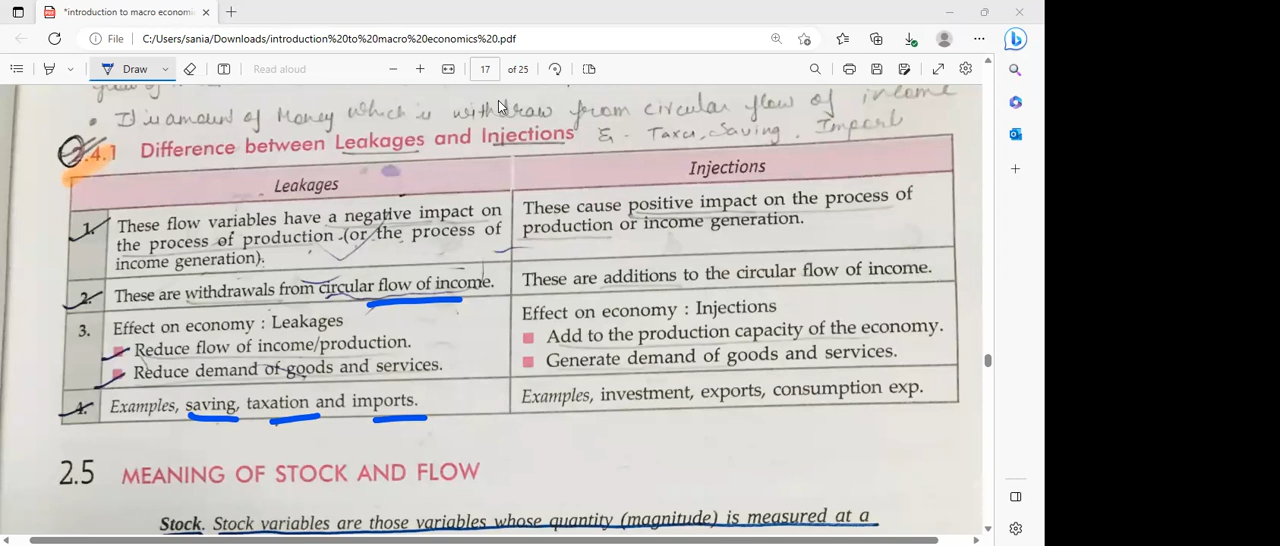 *introduction to macro economi
File
C:/Users/sania/Downloads/introduction%20to%20macro%20economics%20.pdf
Draw
Read aloud
17
of 25
flow of
• It is amount of Money which is withdraw from circular flow of income
2.4.1 Difference between Leakages and Injections
E- Taxes, Saving, Import
Leakages
Injections
1. These flow variables have a negative impact on
the process of production (or the process of
income generation).
These cause positive impact on the process of
production or income generation.
2. These are withdrawals from circular flow of income.
These are additions to the circular flow of income.
3. Effect on economy : Leakages
Reduce flow of income/production.
Reduce demand of goods and services.
Effect on economy : Injections
Add to the production capacity of the economy.
Generate demand of goods and services.
4. Examples, saving, taxation and imports.
Examples, investment, exports, consumption exp.
2.5 MEANING OF STOCK AND FLOW
Stock. Stock variables are those variables whose quantity (magnitude) is measured at a